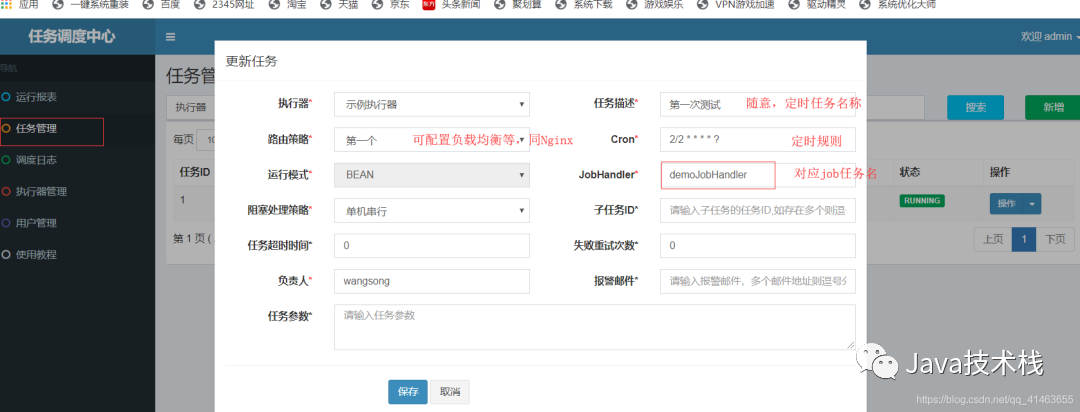 应用 一键系统重装 百度 2345网址 淘宝 天猫 京东 头条新闻 聚划算 系统下载 游戏娱乐 VPN游戏加速 驱动精灵 系统优化大师
任务调度中心
欢迎 admin
导航
运行报表
任务管理
调度日志
执行器管理
用户管理
使用教程
任务管
执行器
搜索 新增
每页 10
任务ID 状态 操作
1 RUNNING 操作
第 1 页 ( 上页 1 下页
更新任务
执行器* 示例执行器 任务描述* 第一次测试 随意，定时任务名称
路由策略* 第一个 可配置负载均衡等，同Nginx Cron* 2/2 * * * * ? 定时规则
运行模式* BEAN JobHandler* demoJobHandler 对应job任务名
阻塞处理策略* 单机串行 子任务ID* 请输入子任务的任务ID,如存在多个则逗
任务超时时间* 0 失败重试次数* 0
负责人* wangsong 报警邮件* 请输入报警邮件，多个邮件地址则逗号分
任务参数* 请输入任务参数
保存 取消
Java技术栈
https://blog.csdn.net/qq_41463655